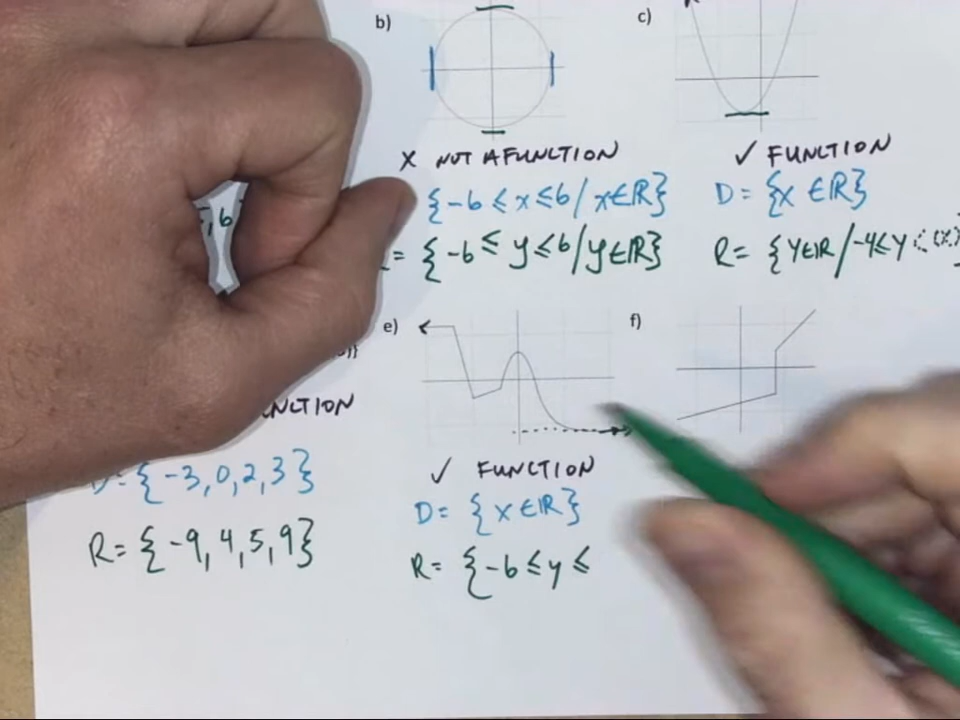 b)
c)
X NOT A FUNCTION
✓ FUNCTION
{-6 ≤ x ≤ 6 / x ∈ ℝ}
D = {x ∈ ℝ}
,6
= {-6 ≤ y ≤ 6 / y ∈ ℝ}
R = {y ∈ ℝ / -4 ≤ y
e)
f)
)}
NCTION
✓ FUNCTION
D = {-3, 0, 2, 3}
D = {x ∈ ℝ}
R = {-9, 4, 5, 9}
R = {-6 ≤ y ≤